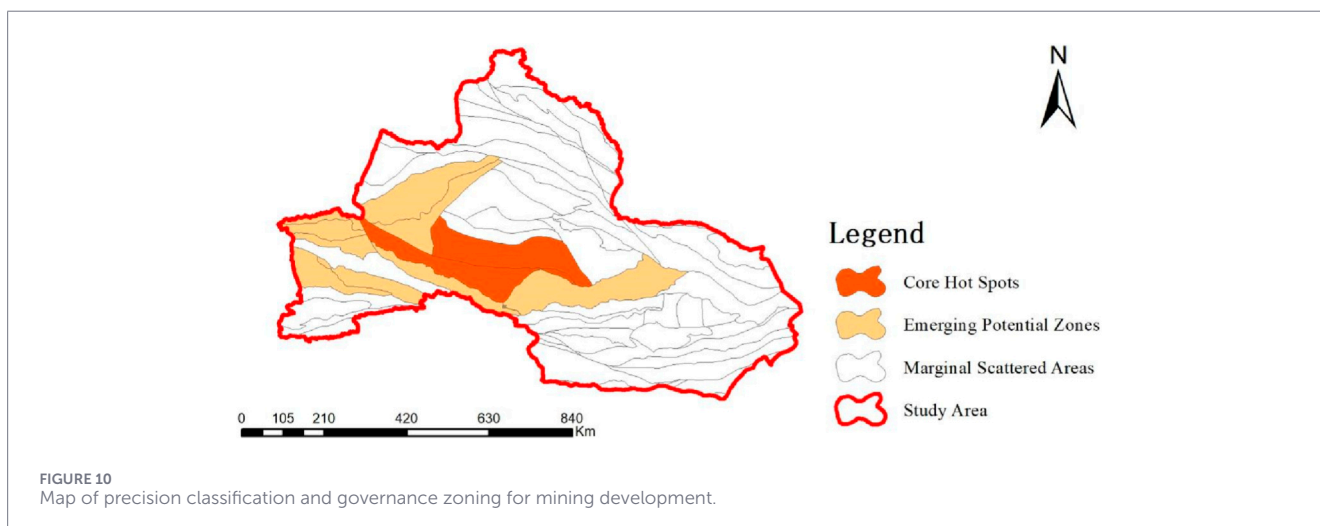 N
Legend
Core Hot Spots
Emerging Potential Zones
Marginal Scattered Areas
Study Area
0 105 210 420 630 840
Km
FIGURE 10
Map of precision classification and governance zoning for mining development.